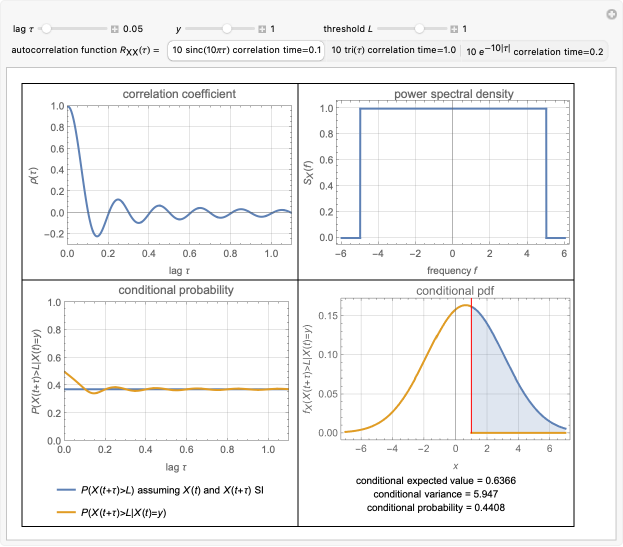 lag τ 0.05 y 1 threshold L 1
autocorrelation function RXX(τ) = 10 sinc(10πτ) correlation time=0.1 10 tri(τ) correlation time=1.0 10 e^−10|τ| correlation time=0.2
correlation coefficient
ρ(τ)
1.0
0.8
0.6
0.4
0.2
0.0
−0.2
0.0 0.2 0.4 0.6 0.8 1.0
lag τ
power spectral density
SX(f)
1.0
0.8
0.6
0.4
0.2
0.0
−6 −4 −2 0 2 4 6
frequency f
conditional probability
P(X(t+τ)>L|X(t)=y)
1.0
0.8
0.6
0.4
0.2
0.0
0.0 0.2 0.4 0.6 0.8 1.0
lag τ
P(X(t+τ)>L) assuming X(t) and X(t+τ) SI
P(X(t+τ)>L|X(t)=y)
conditional pdf
fX(X(t+τ)>L|X(t)=y)
0.15
0.10
0.05
0.00
−6 −4 −2 0 2 4 6
x
conditional expected value = 0.6366
conditional variance = 5.947
conditional probability = 0.4408